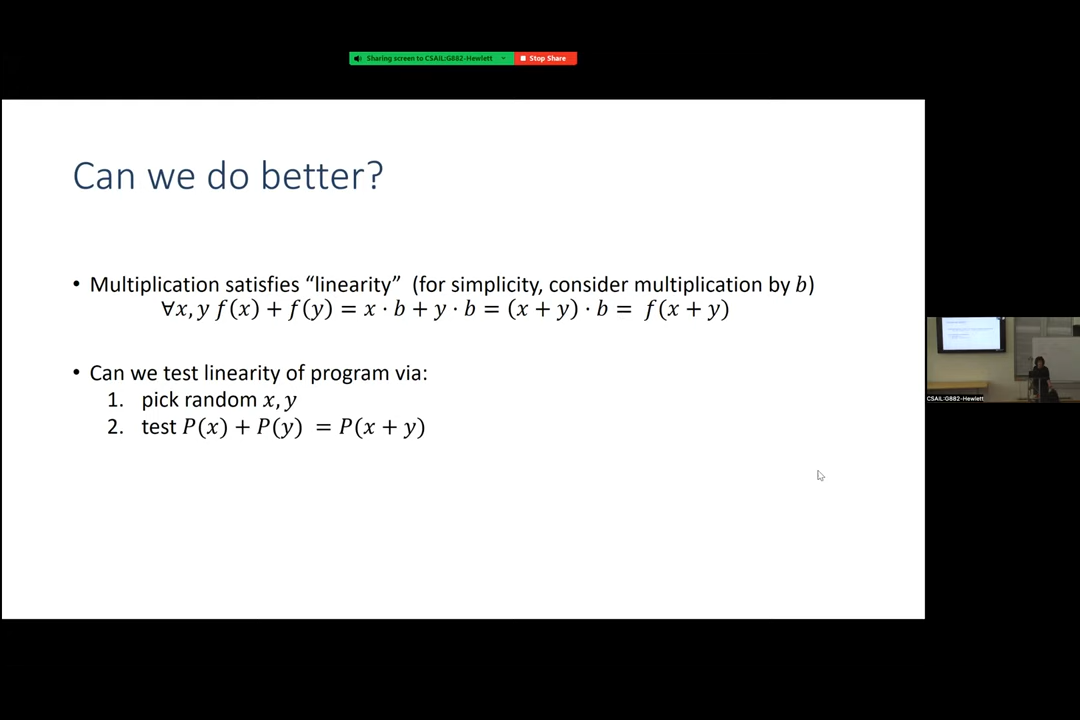 Sharing screen to CSAIL:G882-Hewlett
Stop Share
Can we do better?
• Multiplication satisfies “linearity” (for simplicity, consider multiplication by b)
∀x, y f(x) + f(y) = x · b + y · b = (x + y) · b = f(x + y)
• Can we test linearity of program via:
1. pick random x, y
2. test P(x) + P(y) = P(x + y)
CSAIL:G882-Hewlett